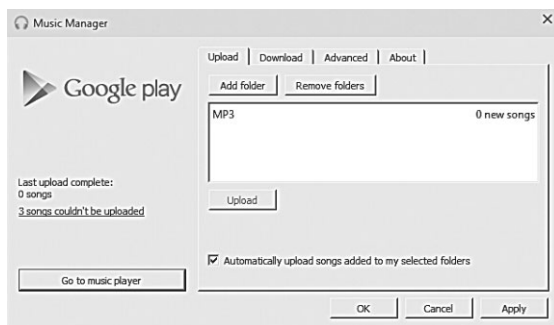 Music Manager
Upload Download Advanced About
Google play
Add folder Remove folders
MP3 0 new songs
Last upload complete:
0 songs
3 songs couldn't be uploaded
Upload
Automatically upload songs added to my selected folders
Go to music player
OK Cancel Apply